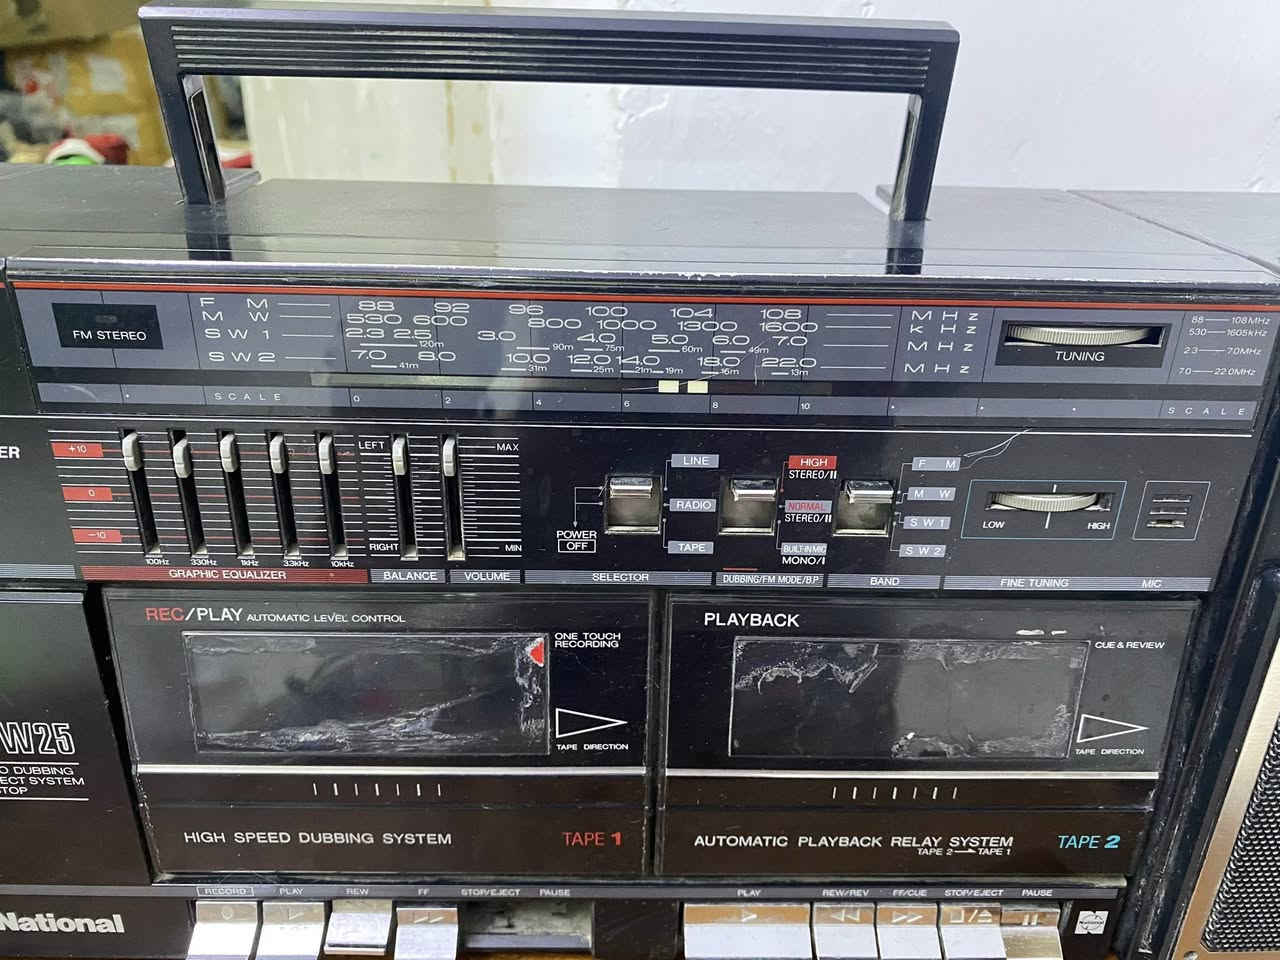 FM STEREO
F M 88 92 96 100 104 108 M H z
M W 530 600 800 1000 1300 1600 K H z
S W 1 2.3 2.5 3.0 4.0 5.0 6.0 7.0 M H z
120m 90m 75m 60m 49m
S W 2 7.0 8.0 10.0 12.0 14.0 18.0 22.0 M H z
41m 31m 25m 21m 19m 16m 13m
TUNING
88 108MHz
530 1605kHz
2.3 7.0MHz
7.0 22.0MHz
SCALE 0 2 4 6 8 10 SCALE
ER
+10
0
-10
100Hz 330Hz 1kHz 3.3kHz 10kHz
GRAPHIC EQUALIZER
LEFT
RIGHT
BALANCE
MAX
MIN
VOLUME
POWER
OFF
LINE
RADIO
TAPE
SELECTOR
HIGH
STEREO/II
NORMAL
STEREO/II
BUILT-IN MIC
MONO/I
DUBBING/FM MODE/B.P
F M
M W
S W 1
S W 2
BAND
LOW HIGH
FINE TUNING
MIC
REC/PLAY AUTOMATIC LEVEL CONTROL
ONE TOUCH
RECORDING
TAPE DIRECTION
HIGH SPEED DUBBING SYSTEM TAPE 1
PLAYBACK
CUE & REVIEW
TAPE DIRECTION
AUTOMATIC PLAYBACK RELAY SYSTEM TAPE 2
TAPE 2 TAPE 1
W25
O DUBBING
ECT SYSTEM
TOP
RECORD PLAY REW FF STOP/EJECT PAUSE
PLAY REW/REV FF/CUE STOP/EJECT PAUSE
National
National